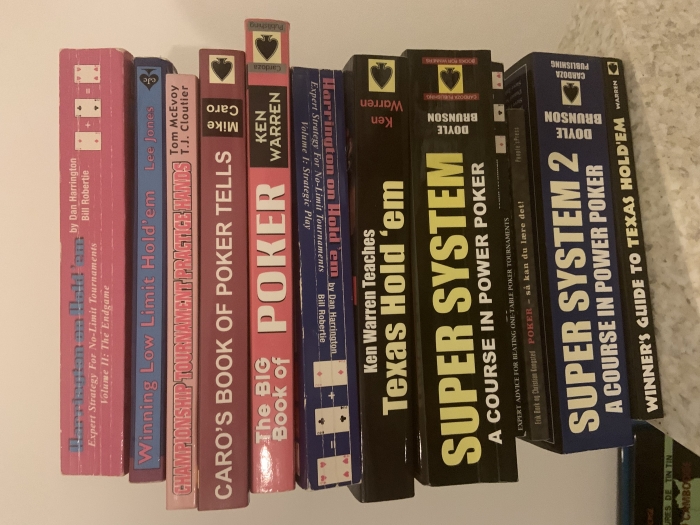 Harrington on Hold'em
by Dan Harrington
Bill Robertie
Expert Strategy For No-Limit Tournaments
Volume II: The Endgame
Winning Low Limit Hold'em
Lee Jones
CHAMPIONSHIP TOURNAMENT PRACTICE HANDS
Tom McEvoy
T.J. Cloutier
CARO'S BOOK OF POKER TELLS
Mike
Caro
The BIG
Book of
POKER
KEN
WARREN
Cardoza
Publishing
Harrington on Hold'em
by Dan Harrington
Bill Robertie
Expert Strategy For No-Limit Tournaments
Volume I: Strategic Play
Ken Warren Teaches
Texas Hold 'em
Ken
Warren
SUPER SYSTEM
A COURSE IN POWER POKER
DOYLE
BRUNSON
CARDOZA PUBLISHING
EXPERT ADVICE FOR BEATING ONE-TABLE POKER TOURNAMENTS
POKER – så kan du lære det!
SUPER SYSTEM 2
A COURSE IN POWER POKER
DOYLE
BRUNSON
CARDOZA
PUBLISHING
WINNER'S GUIDE TO TEXAS HOLD'EM
WARREN
DE TIN TIN
CAMBODGE